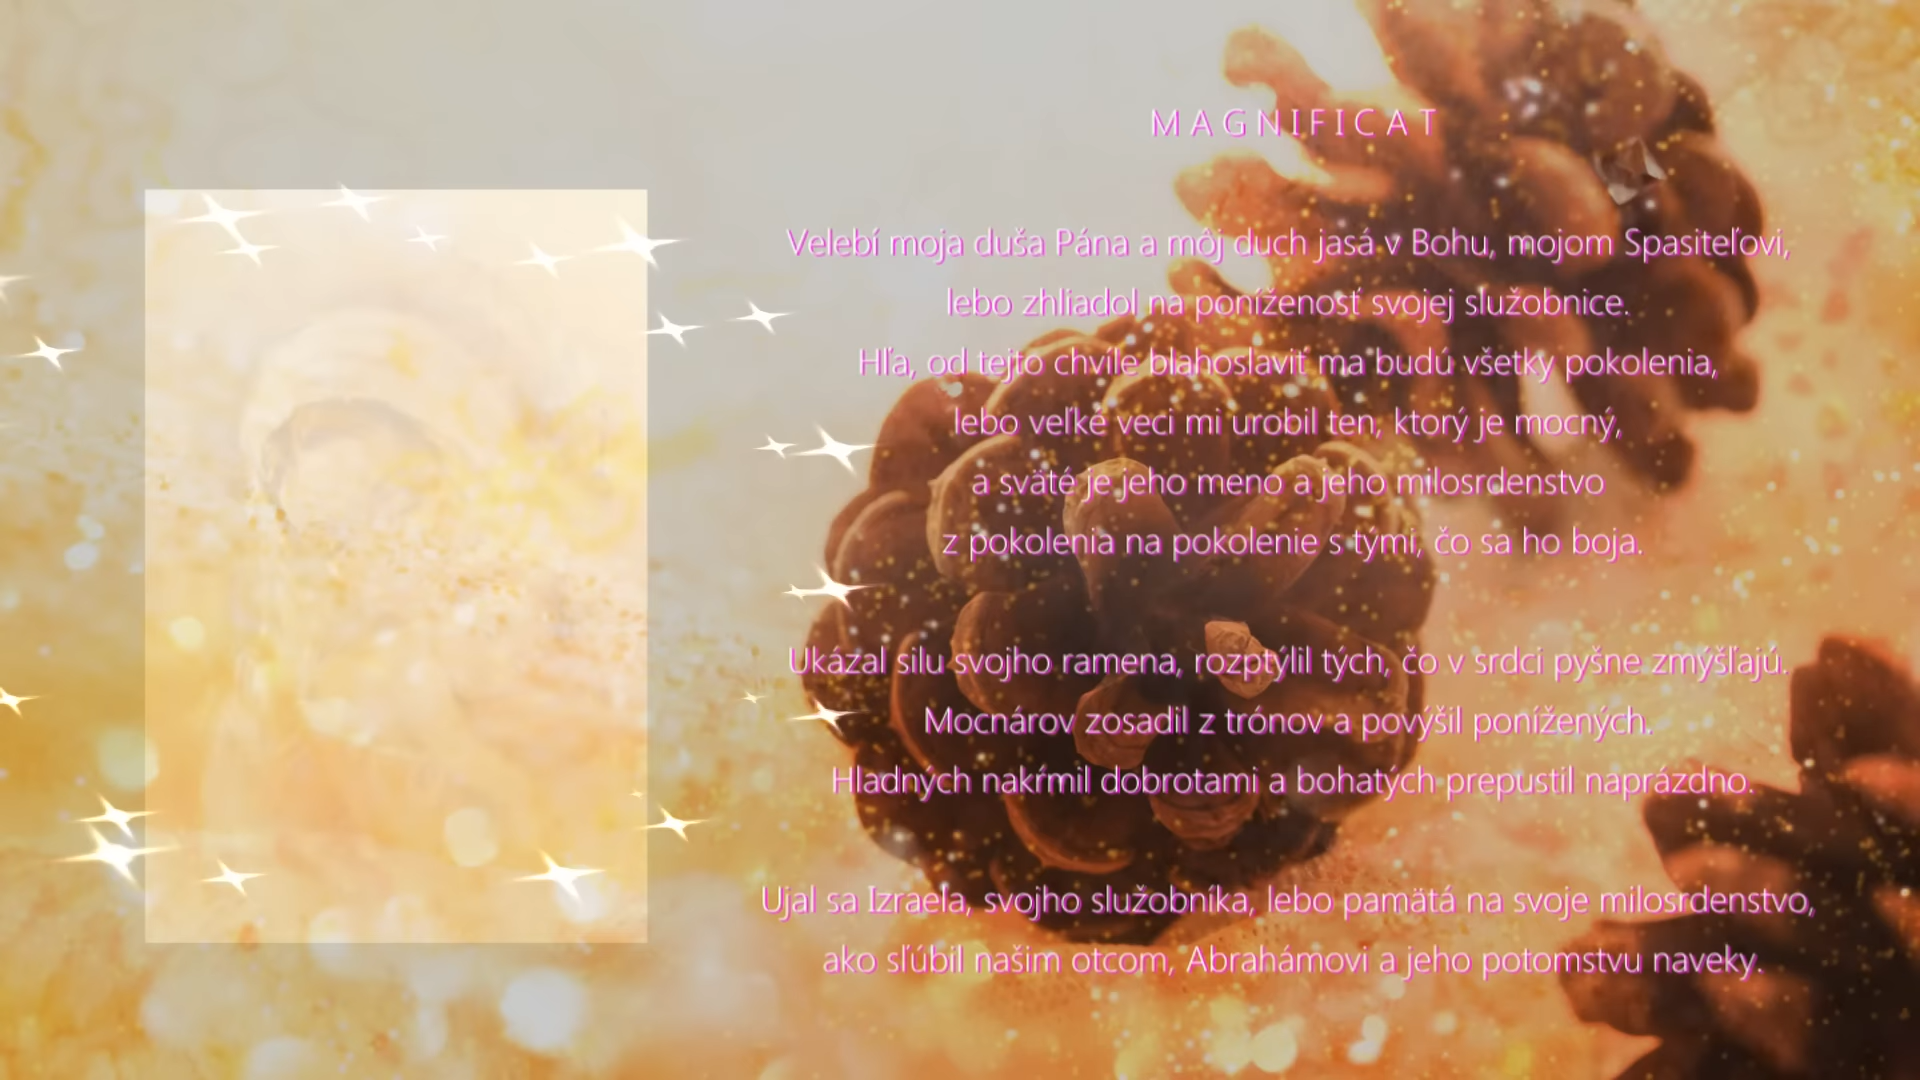 MAGNIFICAT
Velebí moja duša Pána a môj duch jasá v Bohu, mojom Spasiteľovi,
lebo zhliadol na poníženosť svojej služobnice.
Hľa, od tejto chvíle blahoslaviť ma budú všetky pokolenia,
lebo veľké veci mi urobil ten, ktorý je mocný,
a sväté je jeho meno a jeho milosrdenstvo
z pokolenia na pokolenie s tými, čo sa ho boja.
Ukázal silu svojho ramena, rozptýlil tých, čo v srdci pyšne zmýšľajú.
Mocnárov zosadil z trónov a povýšil ponížených.
Hladných nakŕmil dobrotami a bohatých prepustil naprázdno.
Ujal sa Izraela, svojho služobníka, lebo pamätá na svoje milosrdenstvo,
ako sľúbil našim otcom, Abrahámovi a jeho potomstvu naveky.